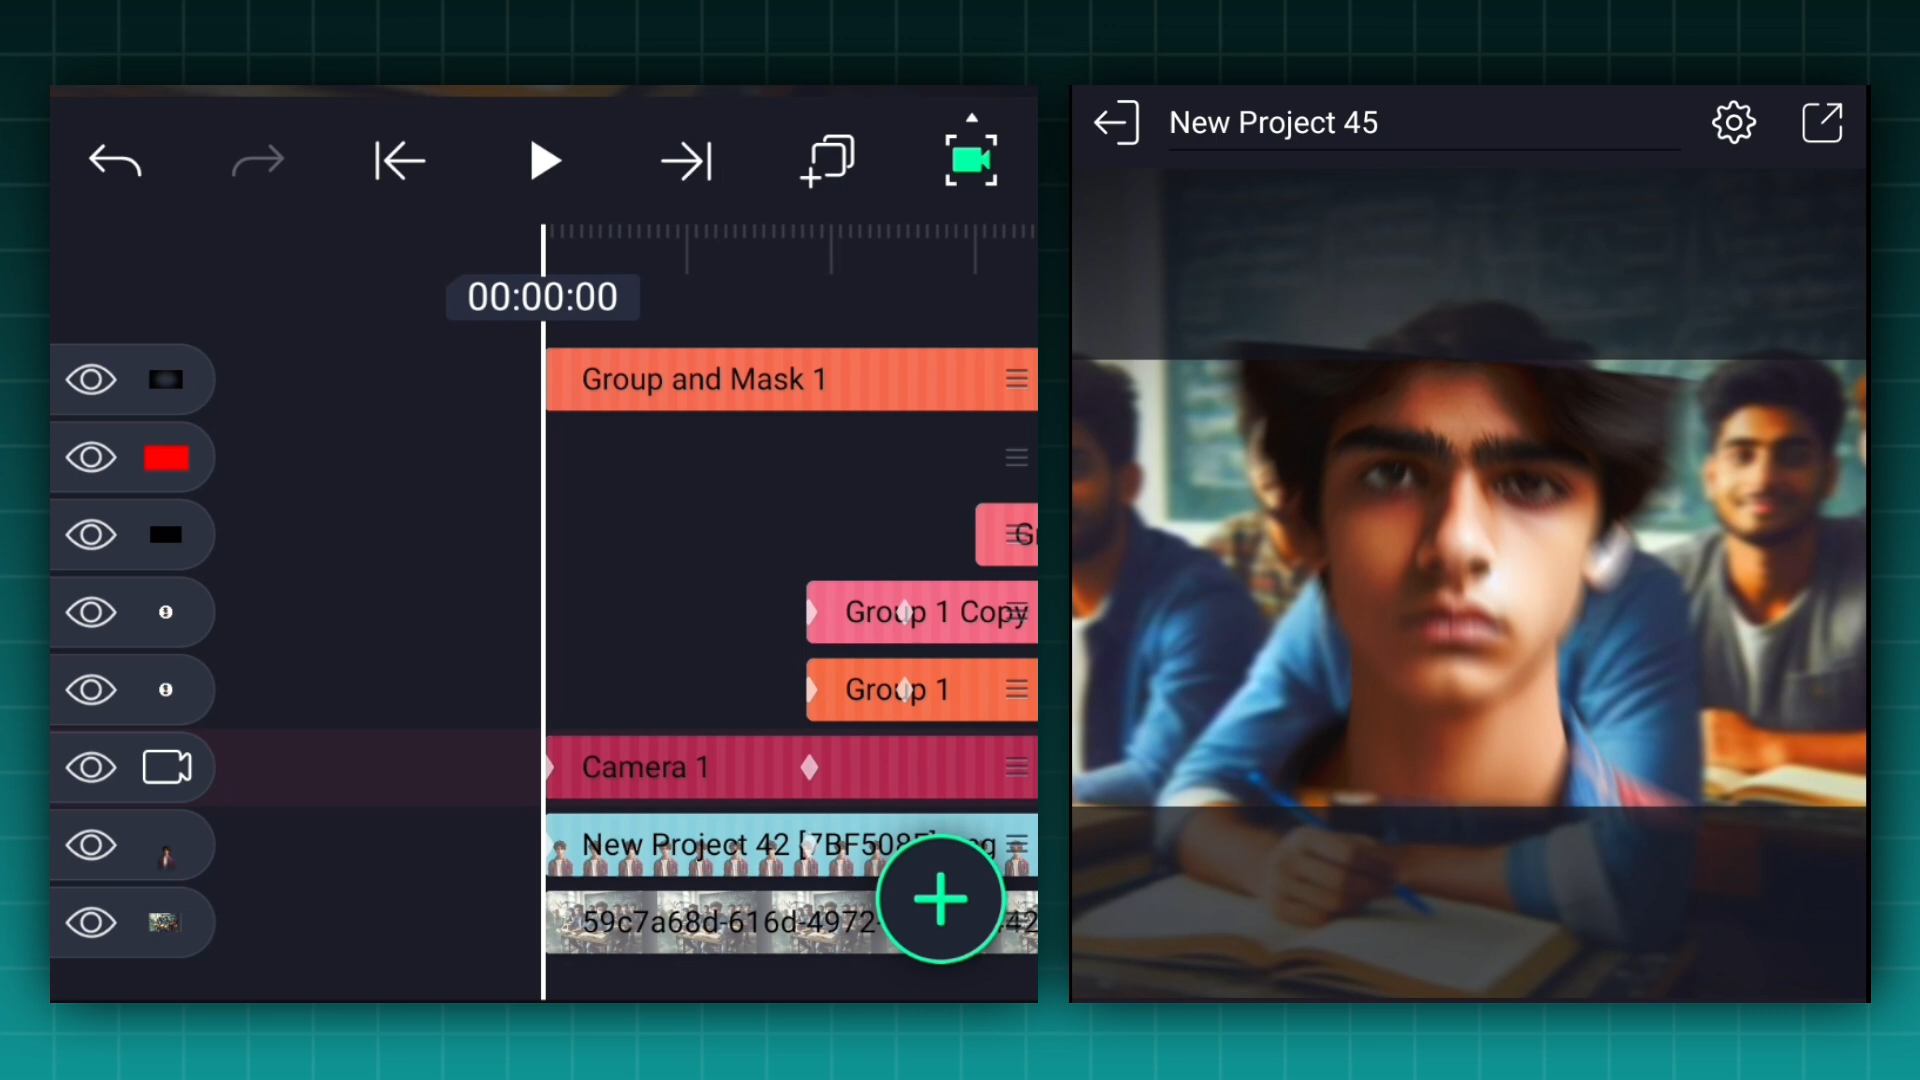 New Project 45
00:00:00
Group and Mask 1
Group 1 Copy
Group 1
Camera 1
New Project 42 [7BF508
59c7a68d-616d-4972-
42